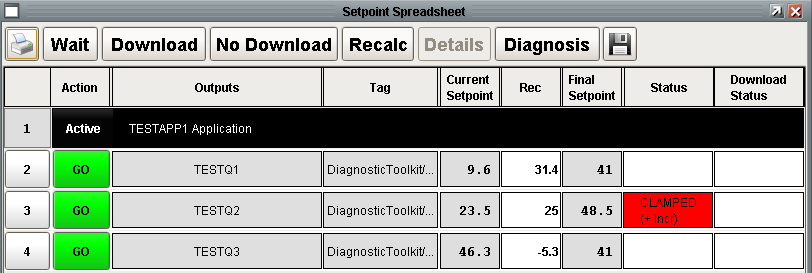 Setpoint Spreadsheet
Wait Download No Download Recalc Details Diagnosis
Action Outputs Tag Current Setpoint Rec Final Setpoint Status Download Status
1 Active TESTAPP1 Application
2 GO TESTQ1 DiagnosticToolkit/... 9.6 31.4 41
3 GO TESTQ2 DiagnosticToolkit/... 23.5 25 48.5 CLAMPED (+ Incr)
4 GO TESTQ3 DiagnosticToolkit/... 46.3 -5.3 41